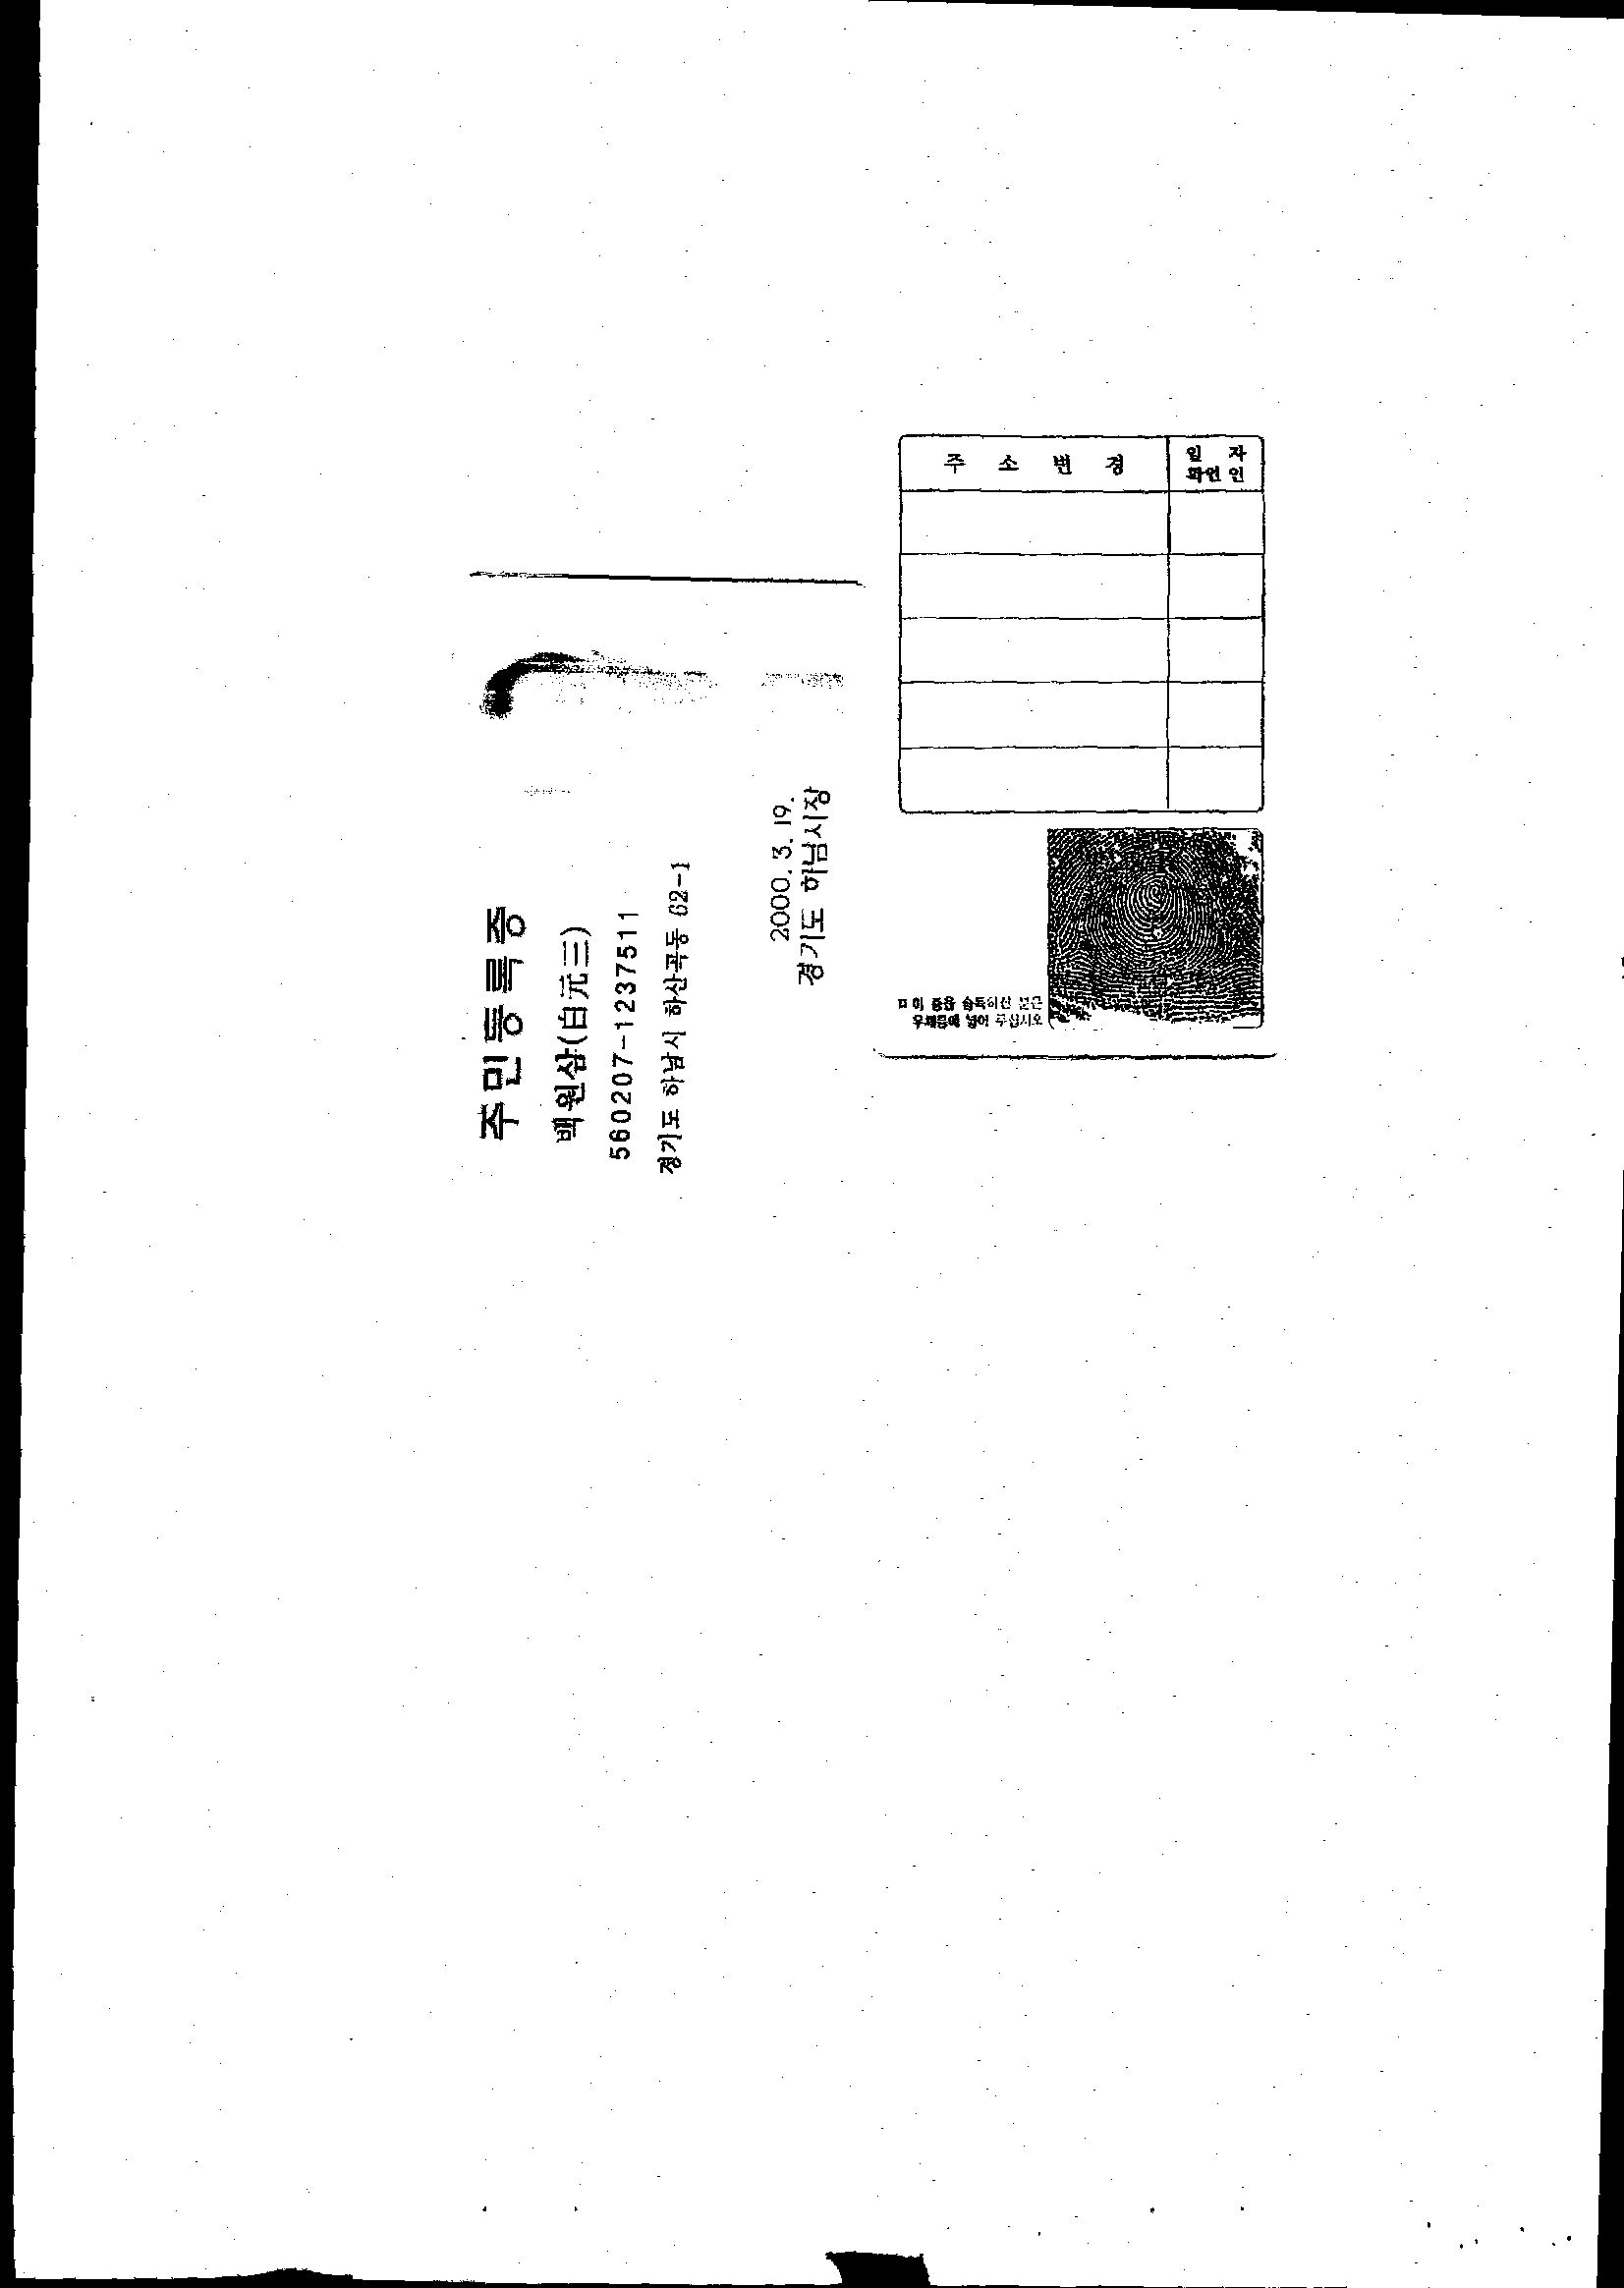 주민등록증
백원삼(白元三)
560207-1237511
경기도 하남시 하산곡동 62-1
2000. 3. 19.
경기도 하남시장
주 소 변 경
일 자
확인인
이 증을 습득하신 분은
우체통에 넣어 주십시오